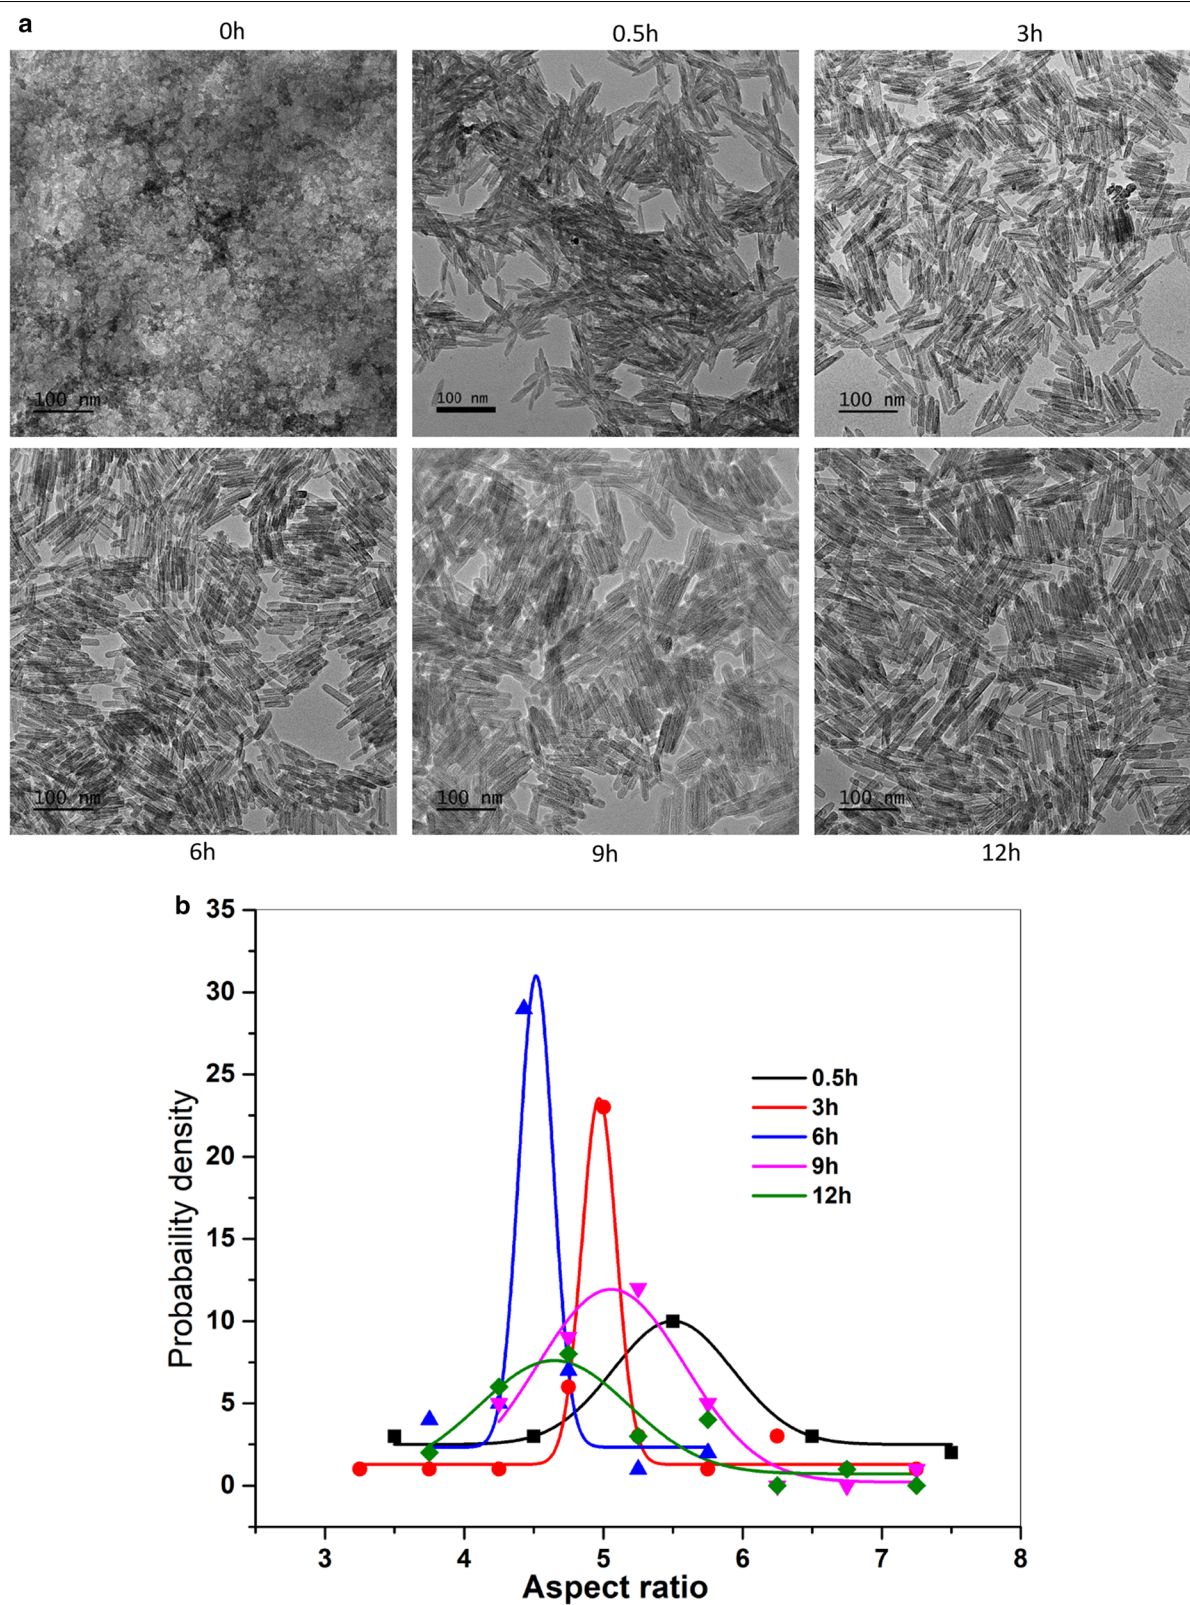 a
0h 0.5h 3h
100 nm 100 nm 100 nm
100 nm 100 nm 100 nm
6h 9h 12h
b
35
30
25
20
15
10
5
0
Probabaility density
0.5h
3h
6h
9h
12h
3 4 5 6 7 8
Aspect ratio